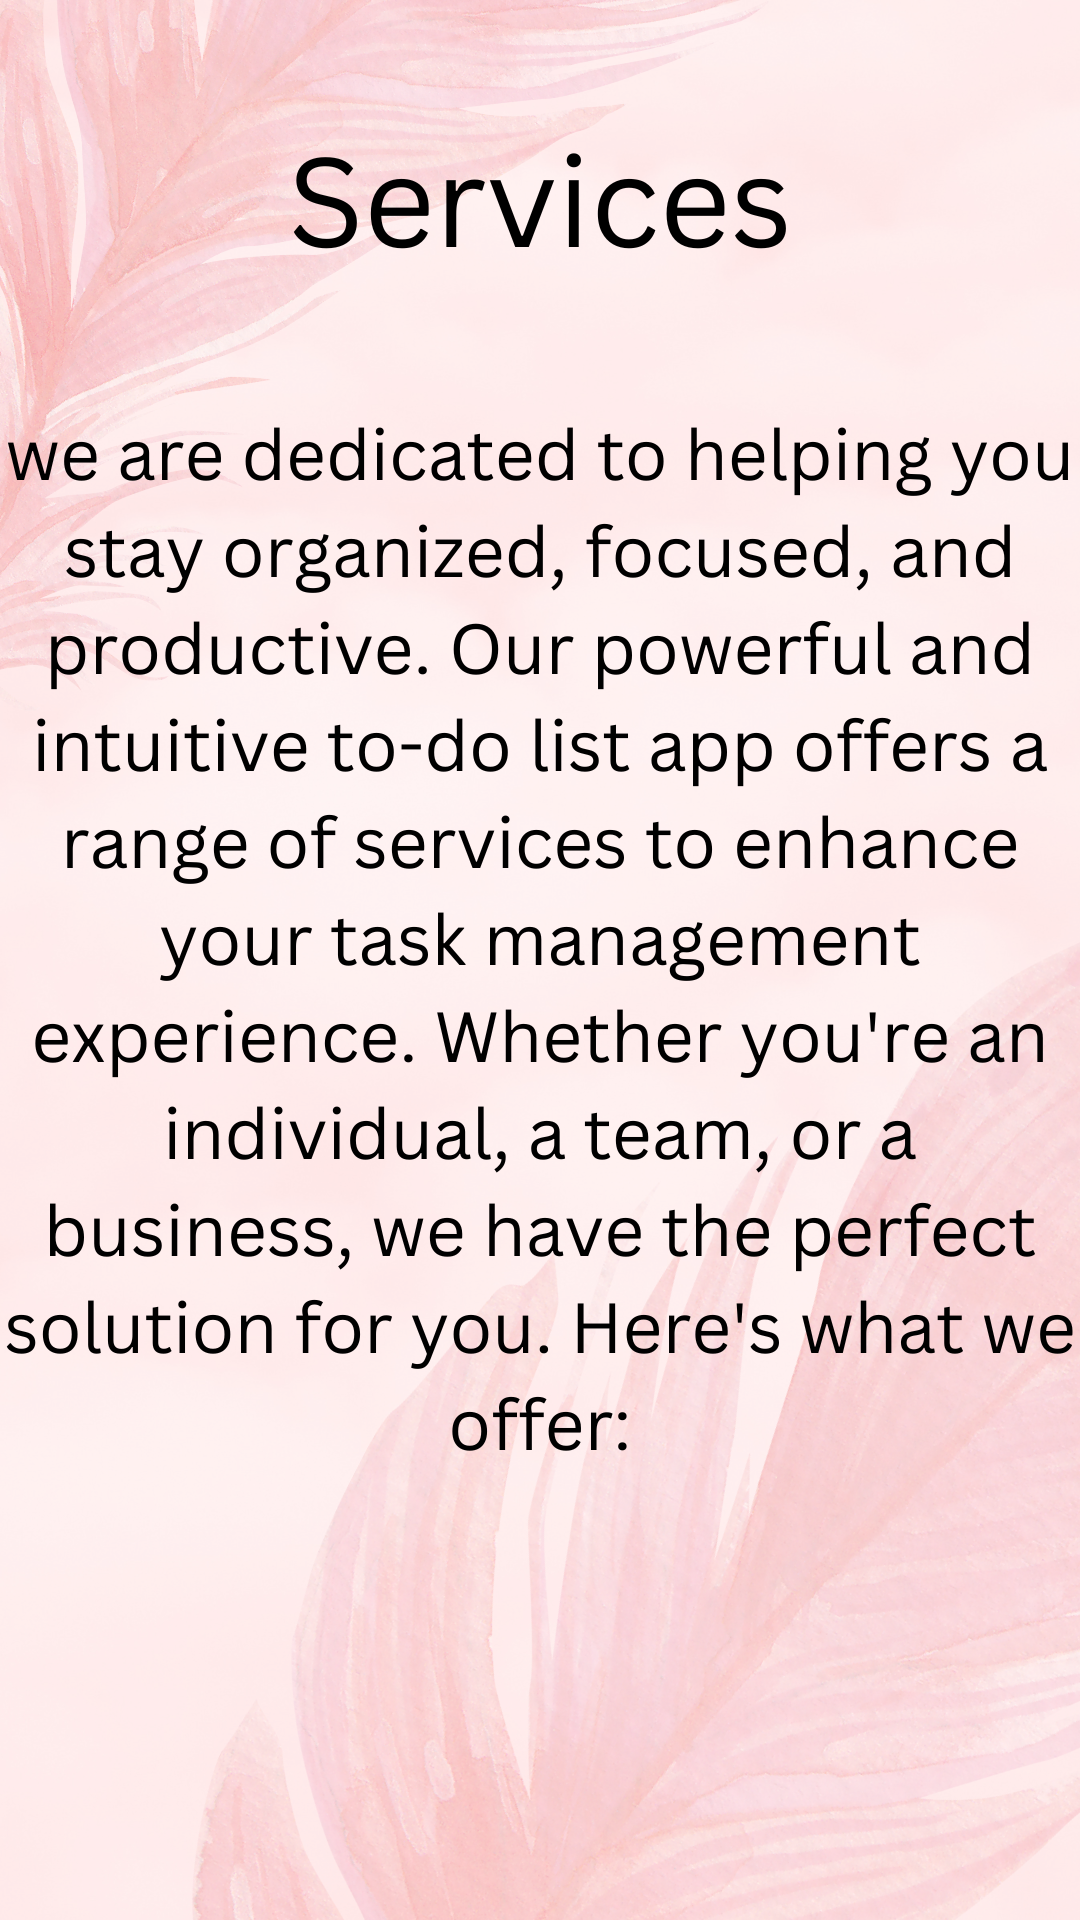 Services
we are dedicated to helping you
stay organized, focused, and
productive. Our powerful and
intuitive to-do list app offers a
range of services to enhance
your task management
experience. Whether you're an
individual, a team, or a
business, we have the perfect
solution for you. Here's what we
offer: